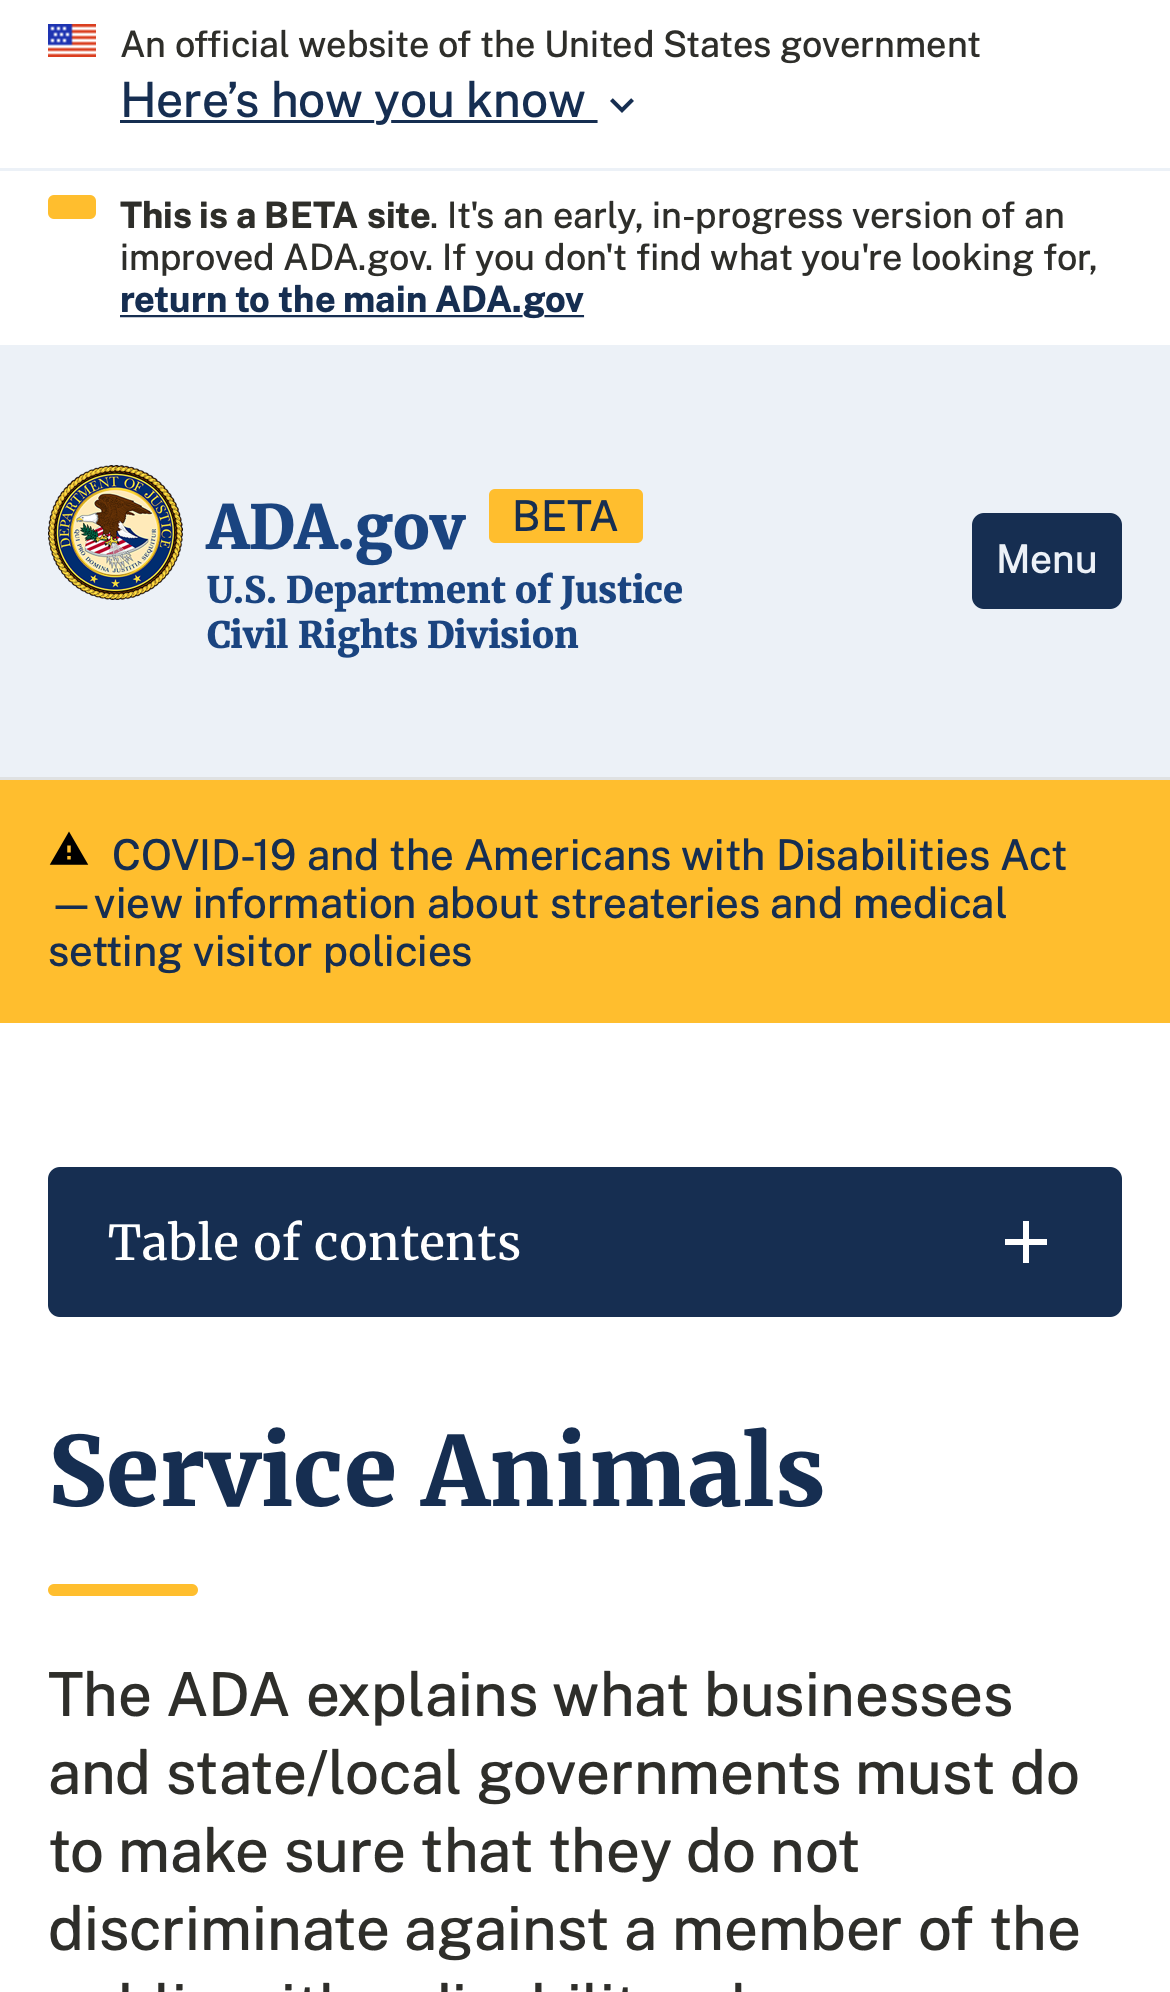 An official website of the United States government
Here’s how you know
This is a BETA site. It's an early, in-progress version of an
improved ADA.gov. If you don't find what you're looking for,
return to the main ADA.gov
DEPARTMENT OF JUSTICE
QUI PRO DOMINA JUSTITIA SEQUITUR
ADA.gov BETA
U.S. Department of Justice
Civil Rights Division
Menu
COVID-19 and the Americans with Disabilities Act
—view information about streateries and medical
setting visitor policies
Table of contents
Service Animals
The ADA explains what businesses
and state/local governments must do
to make sure that they do not
discriminate against a member of the